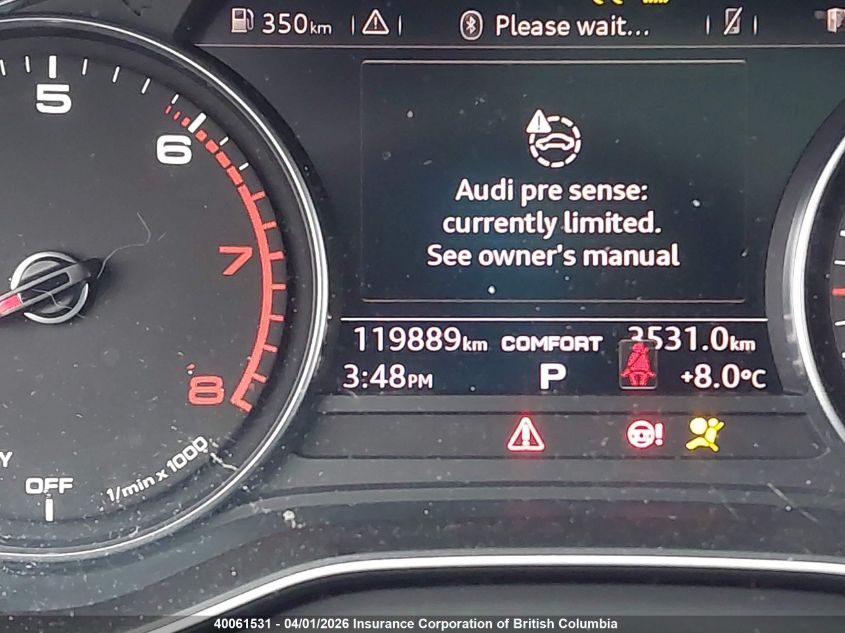 350km
Please wait...
5
6
7
8
Audi pre sense:
currently limited.
See owner's manual
119889km COMFORT 3531.0km
3:48PM P +8.0°C
Y
OFF
1/min x 1000
40061531 - 04/01/2026 Insurance Corporation of British Columbia